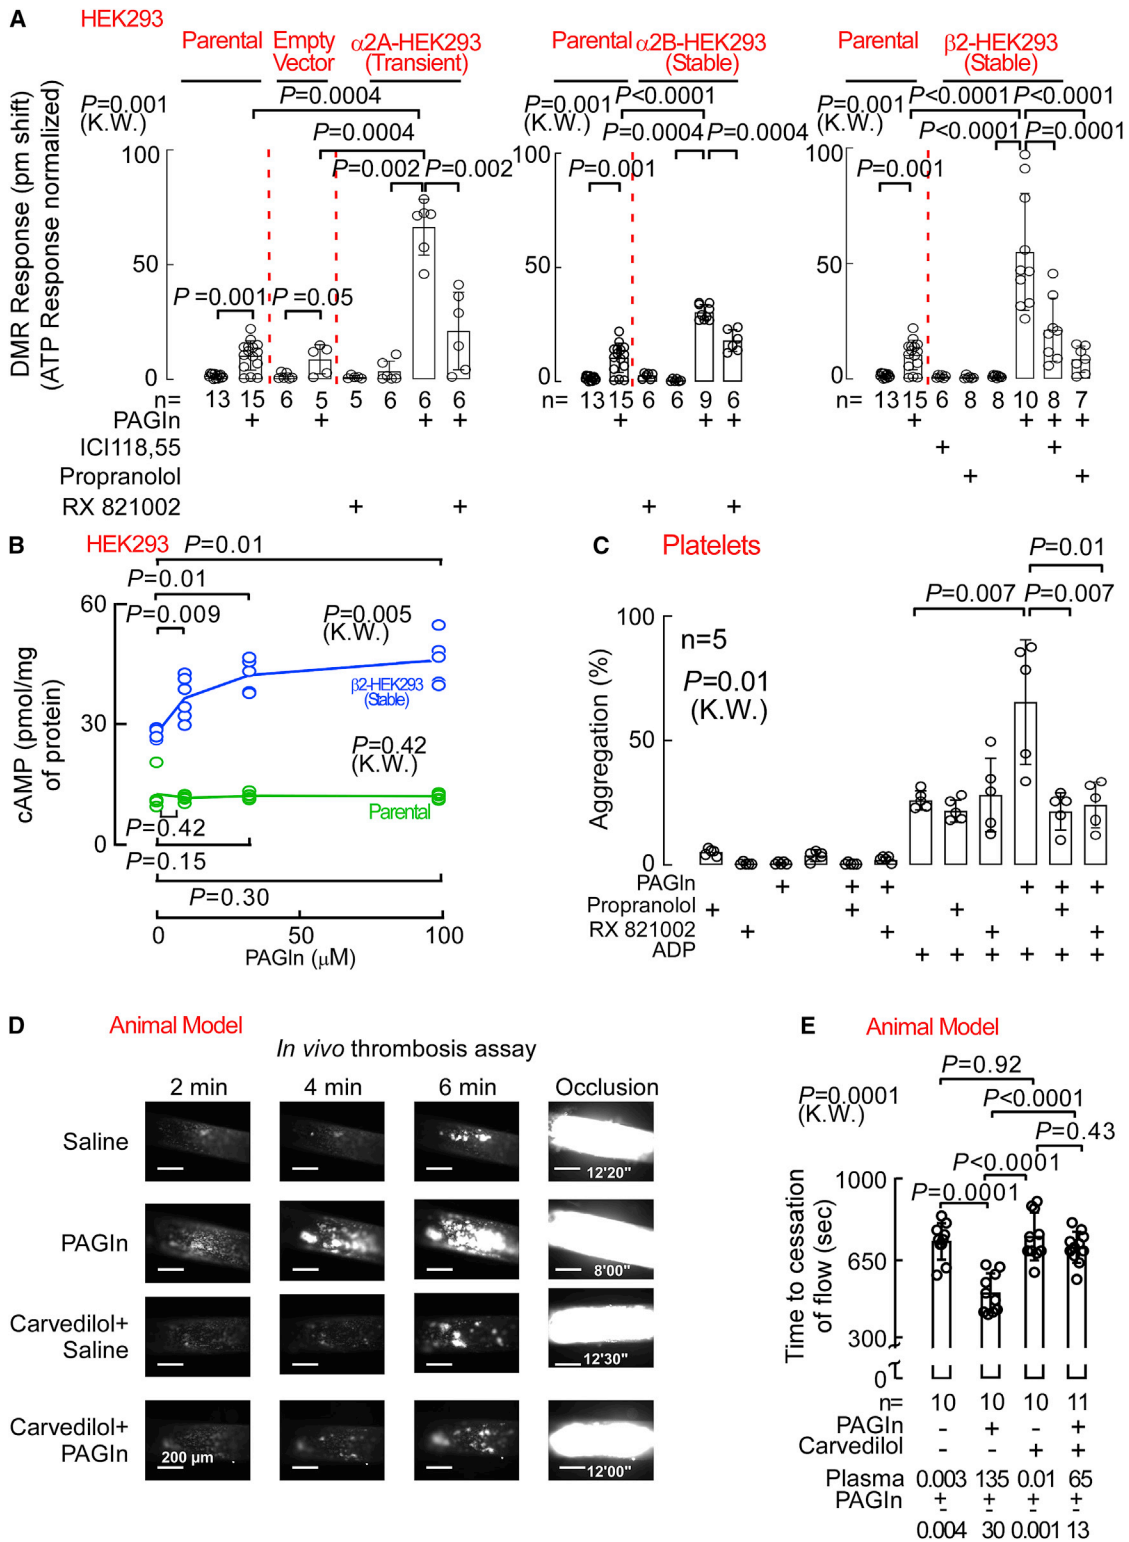 A
HEK293
Parental
Empty
Vector
α2A-HEK293
(Transient)
Parental
α2B-HEK293
(Stable)
Parental
β2-HEK293
(Stable)
P=0.001
(K.W.)
P=0.0004
P=0.0004
P=0.002
P=0.002
P=0.001
P=0.05
P=0.001
(K.W.)
P<0.0001
P=0.0004
P=0.0004
P=0.001
P=0.001
(K.W.)
P<0.0001
P<0.0001
P<0.0001
P=0.0001
P=0.001
DMR Response (pm shift)
(ATP Response normalized)
100
50
0
100
50
0
100
50
0
n= 13 15 6 5 5 6 6 6
n= 13 15 6 6 9 6
n= 13 15 6 8 8 10 8 7
PAGln + + + + + + + + + +
ICI118,55 + +
Propranolol + +
RX 821002 + + + +
B
HEK293
P=0.01
P=0.01
P=0.009
P=0.005
(K.W.)
β2-HEK293
(Stable)
P=0.42
(K.W.)
Parental
P=0.42
P=0.15
P=0.30
cAMP (pmol/mg
of protein)
60
30
0
0 50 100
PAGln (μM)
C
Platelets
P=0.01
P=0.007
P=0.007
n=5
P=0.01
(K.W.)
Aggregation (%)
100
50
0
PAGln + + + + + +
Propranolol + + + +
RX 821002 + + + +
ADP + + + + + +
D
Animal Model
In vivo thrombosis assay
2 min 4 min 6 min Occlusion
Saline
12'20"
PAGln
8'00"
Carvedilol+
Saline
12'30"
Carvedilol+
PAGln
200 μm
12'00"
E
Animal Model
P=0.92
P=0.0001
(K.W.)
P<0.0001
P=0.43
P<0.0001
P=0.0001
Time to cessation
of flow (sec)
1000
650
300
0
n= 10 10 10 11
PAGln - + - +
Carvedilol - - + +
Plasma 0.003 135 0.01 65
PAGln ± ± ± ±
0.004 30 0.001 13